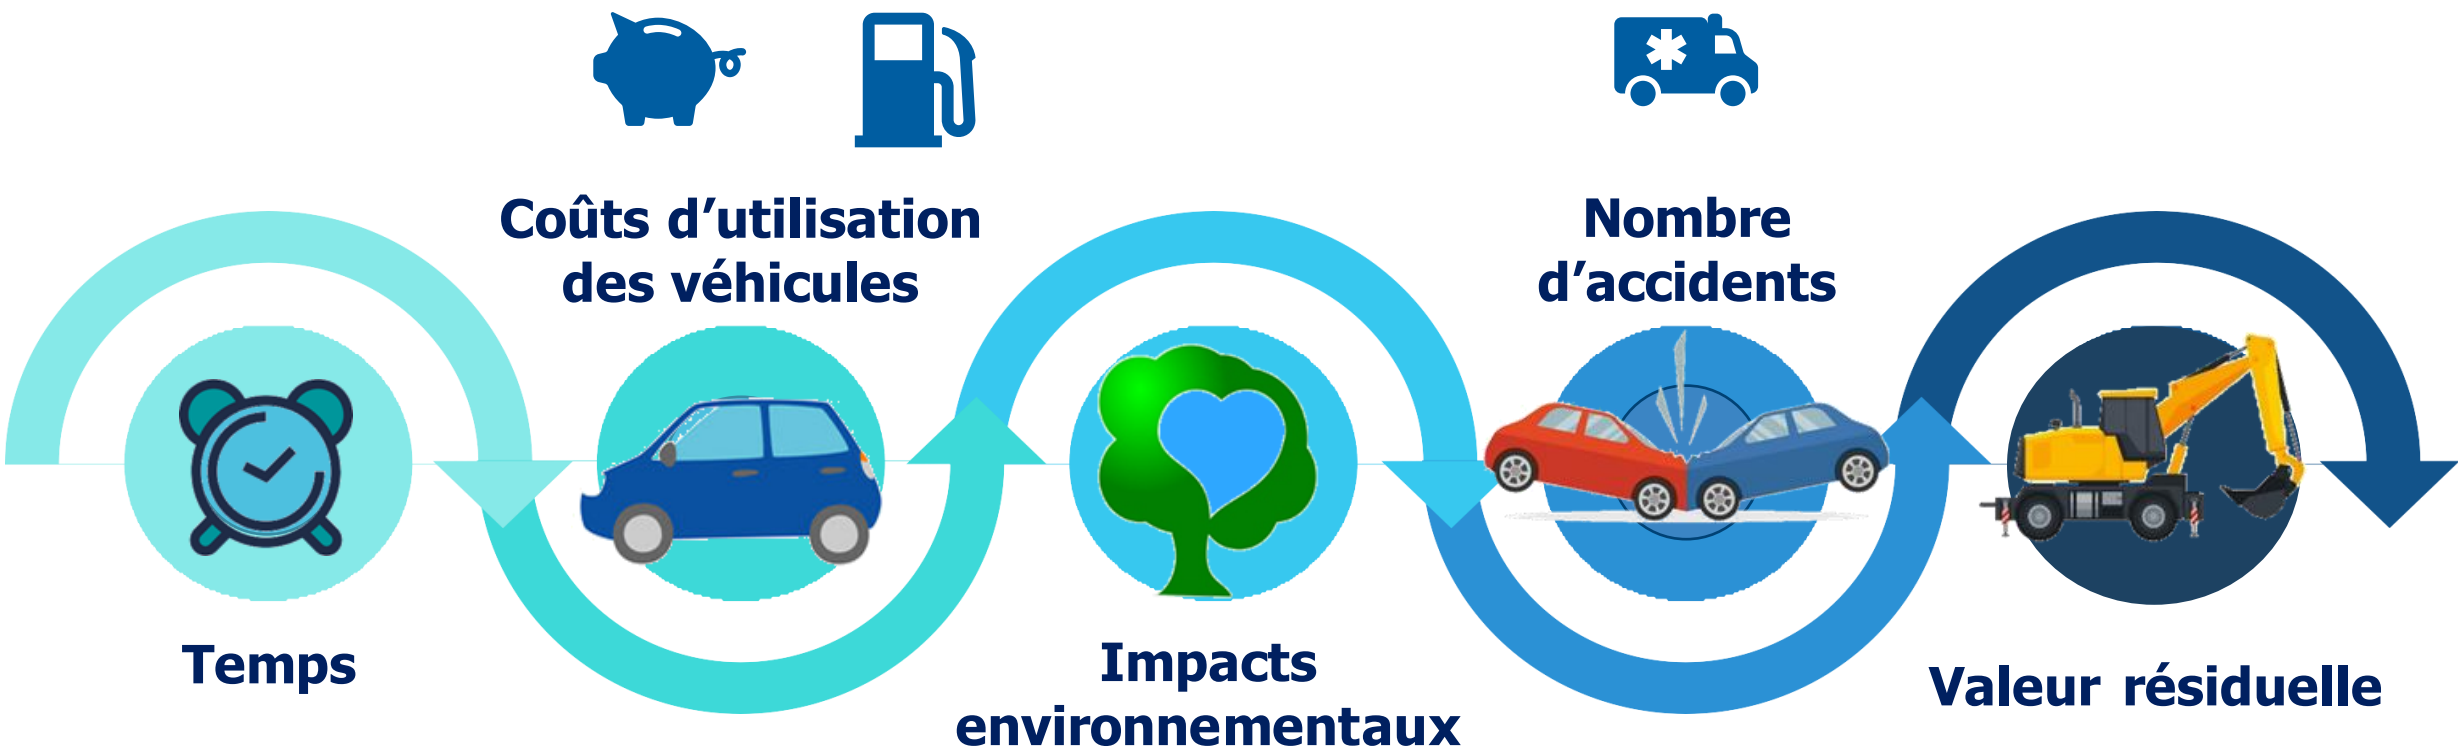 Temps
Coûts d’utilisation
des véhicules
Impacts
environnementaux
Nombre
d’accidents
Valeur résiduelle